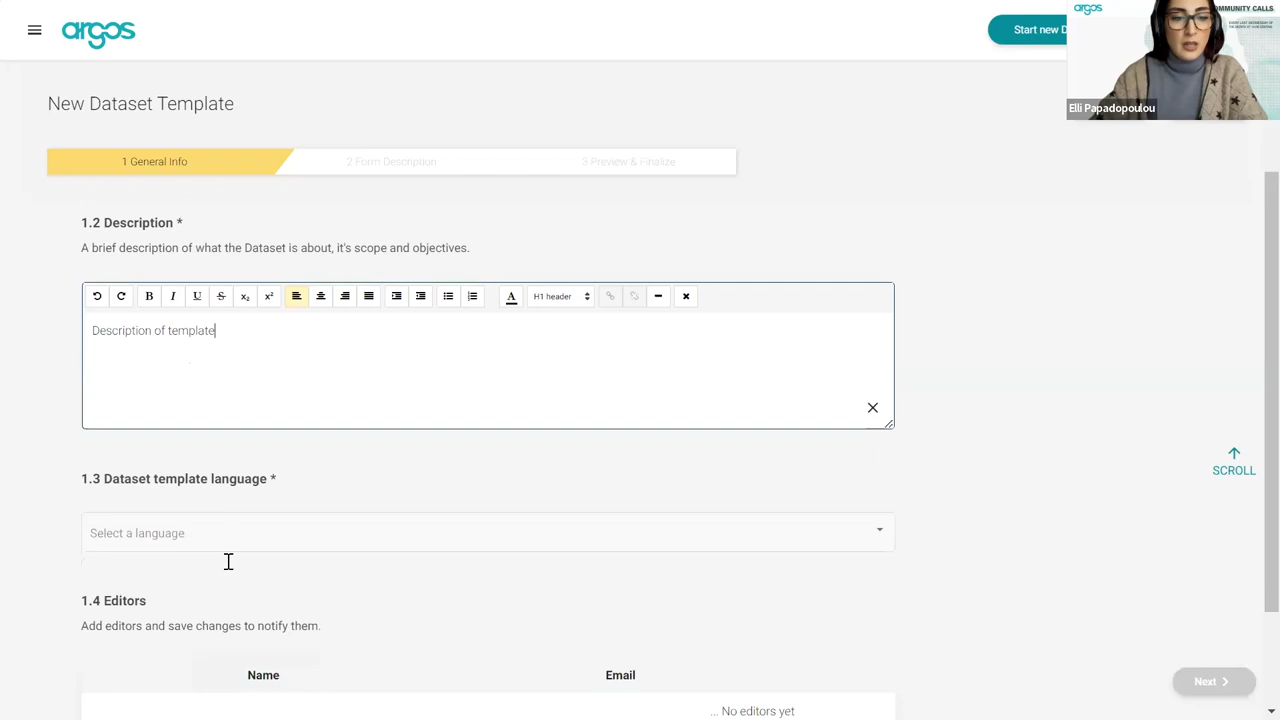 argos
Start new D
argos
OMMUNITY CALLS
Elli Papadopoulou
New Dataset Template
1 General Info
2 Form Description
3 Preview & Finalize
1.2 Description *
A brief description of what the Dataset is about, it's scope and objectives.
B I U S x₂ x² A H1 header
Description of template
SCROLL
1.3 Dataset template language *
Select a language
1.4 Editors
Add editors and save changes to notify them.
Name Email
Next
... No editors yet